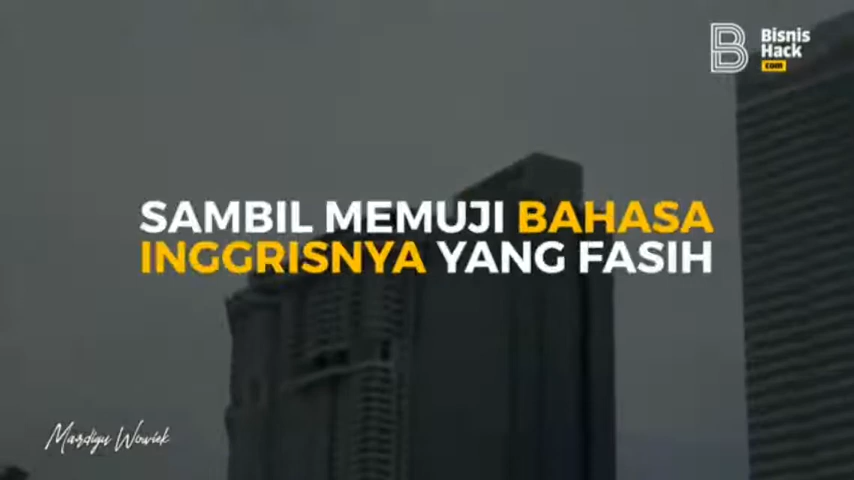 Bisnis
Hack
com
SAMBIL MEMUJI BAHASA
INGGRISNYA YANG FASIH
Mardigu Wowiek